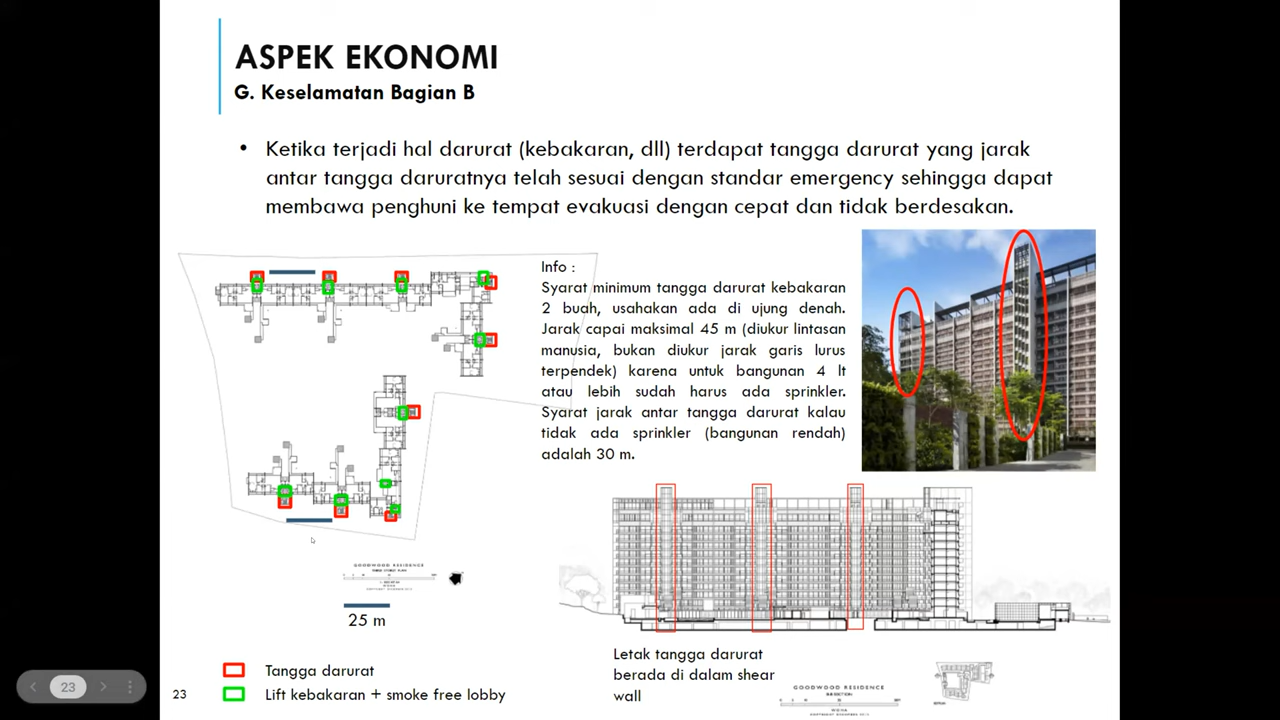 ASPEK EKONOMI
G. Keselamatan Bagian B
• Ketika terjadi hal darurat (kebakaran, dll) terdapat tangga darurat yang jarak
antar tangga daruratnya telah sesuai dengan standar emergency sehingga dapat
membawa penghuni ke tempat evakuasi dengan cepat dan tidak berdesakan.
Info :
Syarat minimum tangga darurat kebakaran
2 buah, usahakan ada di ujung denah.
Jarak capai maksimal 45 m (diukur lintasan
manusia, bukan diukur jarak garis lurus
terpendek) karena untuk bangunan 4 lt
atau lebih sudah harus ada sprinkler.
Syarat jarak antar tangga darurat kalau
tidak ada sprinkler (bangunan rendah)
adalah 30 m.
GOODWOOD RESIDENCE
25 m
Tangga darurat
Lift kebakaran + smoke free lobby
Letak tangga darurat
berada di dalam shear
wall
GOODWOOD RESIDENCE
23
23